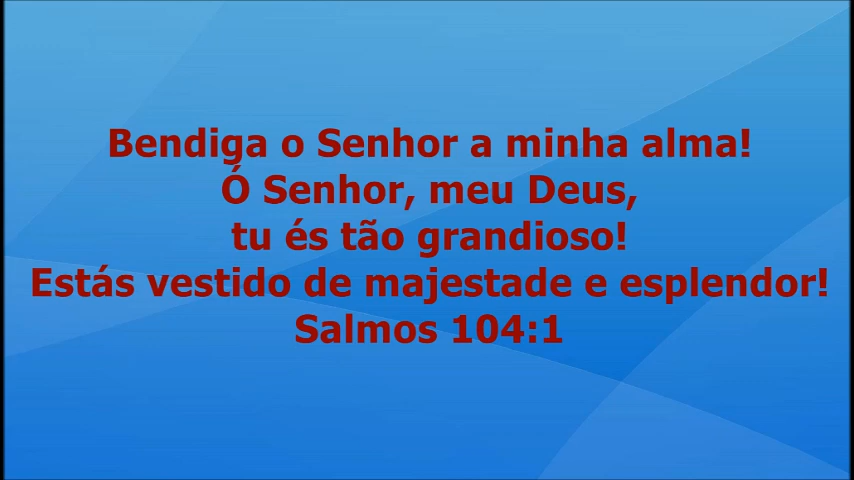 Bendiga o Senhor a minha alma!
Ó Senhor, meu Deus,
tu és tão grandioso!
Estás vestido de majestade e esplendor!
Salmos 104:1